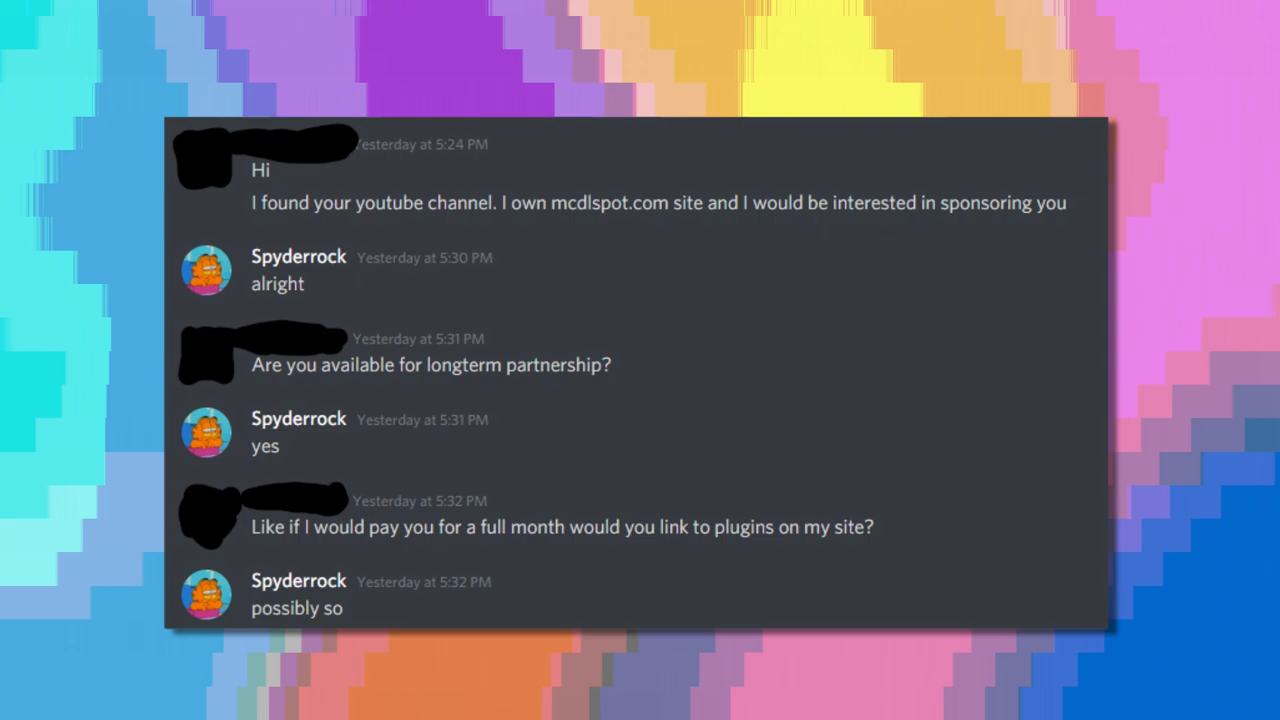 Yesterday at 5:24 PM
Hi
I found your youtube channel. I own mcdlspot.com site and I would be interested in sponsoring you
Spyderrock Yesterday at 5:30 PM
alright
Yesterday at 5:31 PM
Are you available for longterm partnership?
Spyderrock Yesterday at 5:31 PM
yes
Yesterday at 5:32 PM
Like if I would pay you for a full month would you link to plugins on my site?
Spyderrock Yesterday at 5:32 PM
possibly so